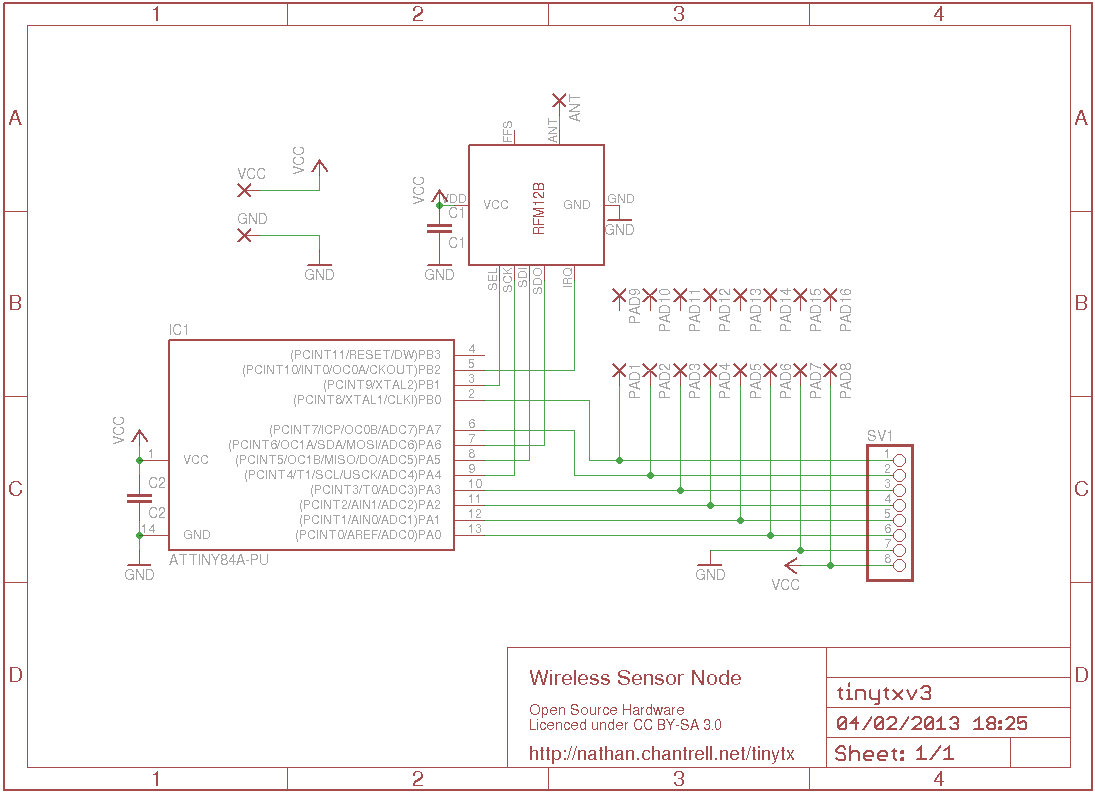 1 2 3 4
A A
ANT
ANT
FFS
VCC
VCC
VCC
VDD
C1
VCC
RFM12B
GND
GND
GND
GND
C1
GND
GND
SEL
SCK
SDI
SDO
IRQ
B B
PAD9 PAD10 PAD11 PAD12 PAD13 PAD14 PAD15 PAD16
IC1
(PCINT11/RESET/DW)PB3 4
(PCINT10/INT0/OC0A/CKOUT)PB2 5
(PCINT9/XTAL2)PB1 3
(PCINT8/XTAL1/CLKI)PB0 2
PAD1 PAD2 PAD3 PAD4 PAD5 PAD6 PAD7 PAD8
(PCINT7/ICP/OC0B/ADC7)PA7 6
(PCINT6/OC1A/SDA/MOSI/ADC6)PA6 7
(PCINT5/OC1B/MISO/DO/ADC5)PA5 8
(PCINT4/T1/SCL/USCK/ADC4)PA4 9
(PCINT3/T0/ADC3)PA3 10
(PCINT2/AIN1/ADC2)PA2 11
(PCINT1/AIN0/ADC1)PA1 12
(PCINT0/AREF/ADC0)PA0 13
VCC
1
VCC
C2
C2
14
GND
GND
ATTINY84A-PU
SV1
1
2
3
4
5
6
7
8
GND
VCC
C C
D D
Wireless Sensor Node
Open Source Hardware
Licenced under CC BY-SA 3.0
http://nathan.chantrell.net/tinytx
tinytxv3
04/02/2013 18:25
Sheet: 1/1
1 2 3 4